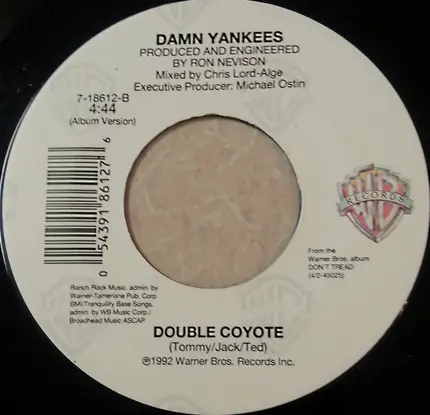 DAMN YANKEES
PRODUCED AND ENGINEERED
BY RON NEVISON
Mixed by Chris Lord-Alge
Executive Producer: Michael Ostin
7-18612-B
4:44
(Album Version)
0 54391 86127 6
WB
RECORDS
From the
Warner Bros. album
DON'T TREAD
(4/2-45025)
Ranch Rock Music. admin. by
Warner-Tamerlane Pub. Corp
(BMI/Tranquility Base Songs.
admin. by WB Music Corp./
Broadhead Music ASCAP
DOUBLE COYOTE
(Tommy/Jack/Ted)
℗1992 Warner Bros. Records Inc.